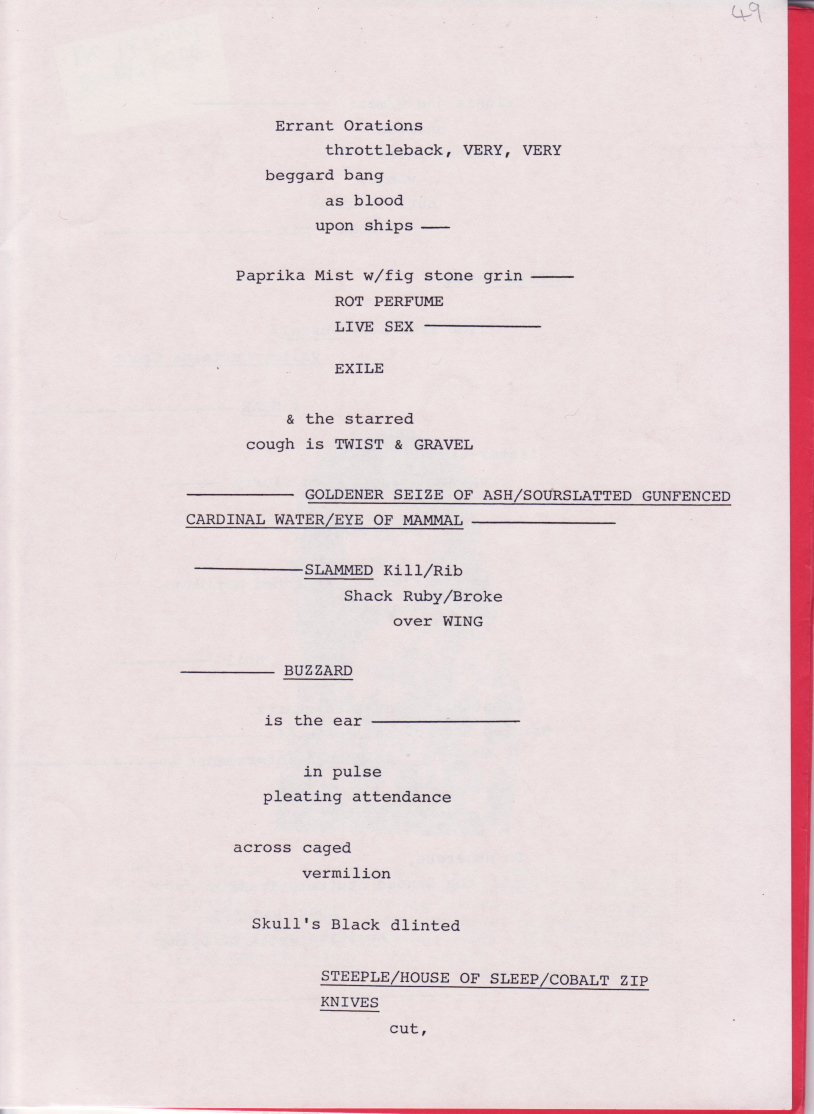 49
Errant Orations
throttleback, VERY, VERY
beggard bang
as blood
upon ships ——
Paprika Mist w/fig stone grin ——
ROT PERFUME
LIVE SEX ————
EXILE
& the starred
cough is TWIST & GRAVEL
———— GOLDENER SEIZE OF ASH/SOURSLATTED GUNFENCED
CARDINAL WATER/EYE OF MAMMAL ————
————SLAMMED Kill/Rib
Shack Ruby/Broke
over WING
———— BUZZARD
is the ear ————
in pulse
pleating attendance
across caged
vermilion
Skull's Black dlinted
STEEPLE/HOUSE OF SLEEP/COBALT ZIP
KNIVES
cut,